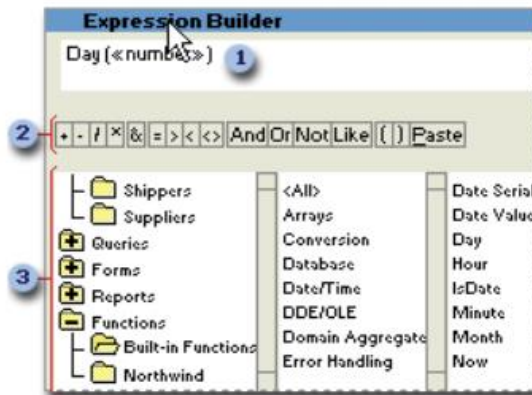 Expression Builder
Day («number») 1
2 + - / * & = > < <> And Or Not Like ( ) Paste
Shippers
Suppliers
Queries
Forms
3
Reports
Functions
Built-in Functions
Northwind
<All>
Arrays
Conversion
Database
Date/Time
DDE/OLE
Domain Aggregate
Error Handling
Date Serial
Date Value
Day
Hour
IsDate
Minute
Month
Now